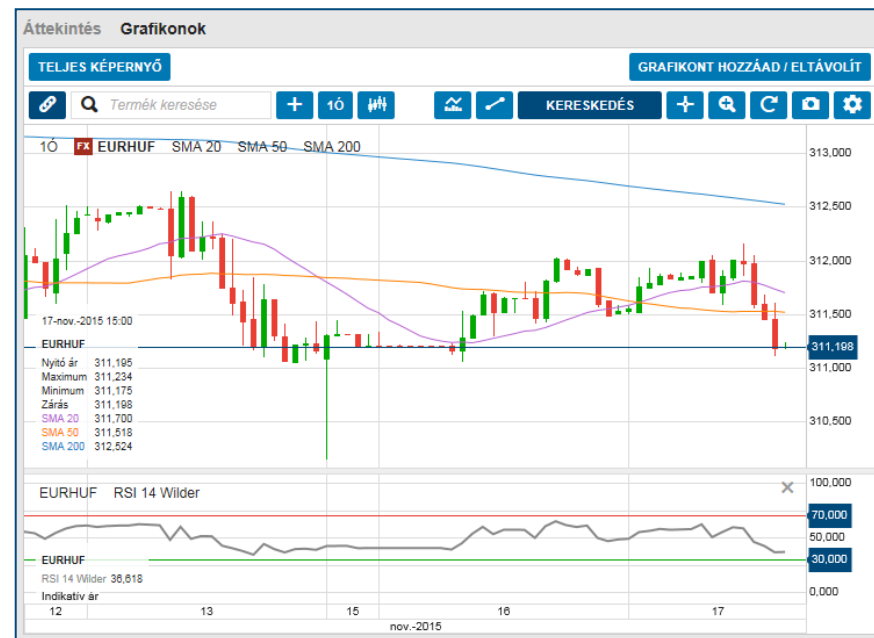 Áttekintés Grafikonok
TELJES KÉPERNYŐ GRAFIKONT HOZZÁAD / ELTÁVOLÍT
Termék keresése 1Ó KERESKEDÉS
1Ó FX EURHUF SMA 20 SMA 50 SMA 200
313,000
312,500
312,000
311,500
311,198
311,000
310,500
17-nov.-2015 15:00
EURHUF
Nyitó ár 311,195
Maximum 311,234
Minimum 311,175
Zárás 311,198
SMA 20 311,700
SMA 50 311,518
SMA 200 312,524
EURHUF RSI 14 Wilder
100,000
70,000
50,000
30,000
0,000
EURHUF
RSI 14 Wilder 36,618
Indikatív ár
12 13 15 16 17
nov.-2015